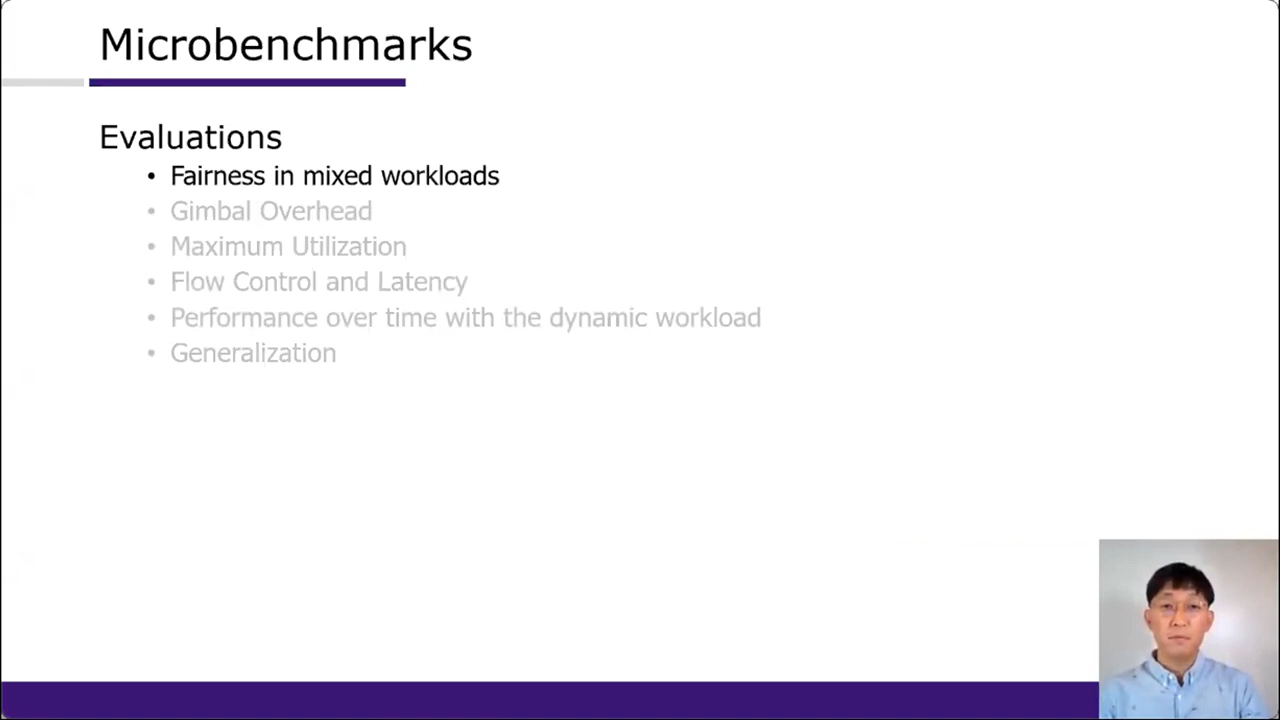 Microbenchmarks
Evaluations
• Fairness in mixed workloads
• Gimbal Overhead
• Maximum Utilization
• Flow Control and Latency
• Performance over time with the dynamic workload
• Generalization